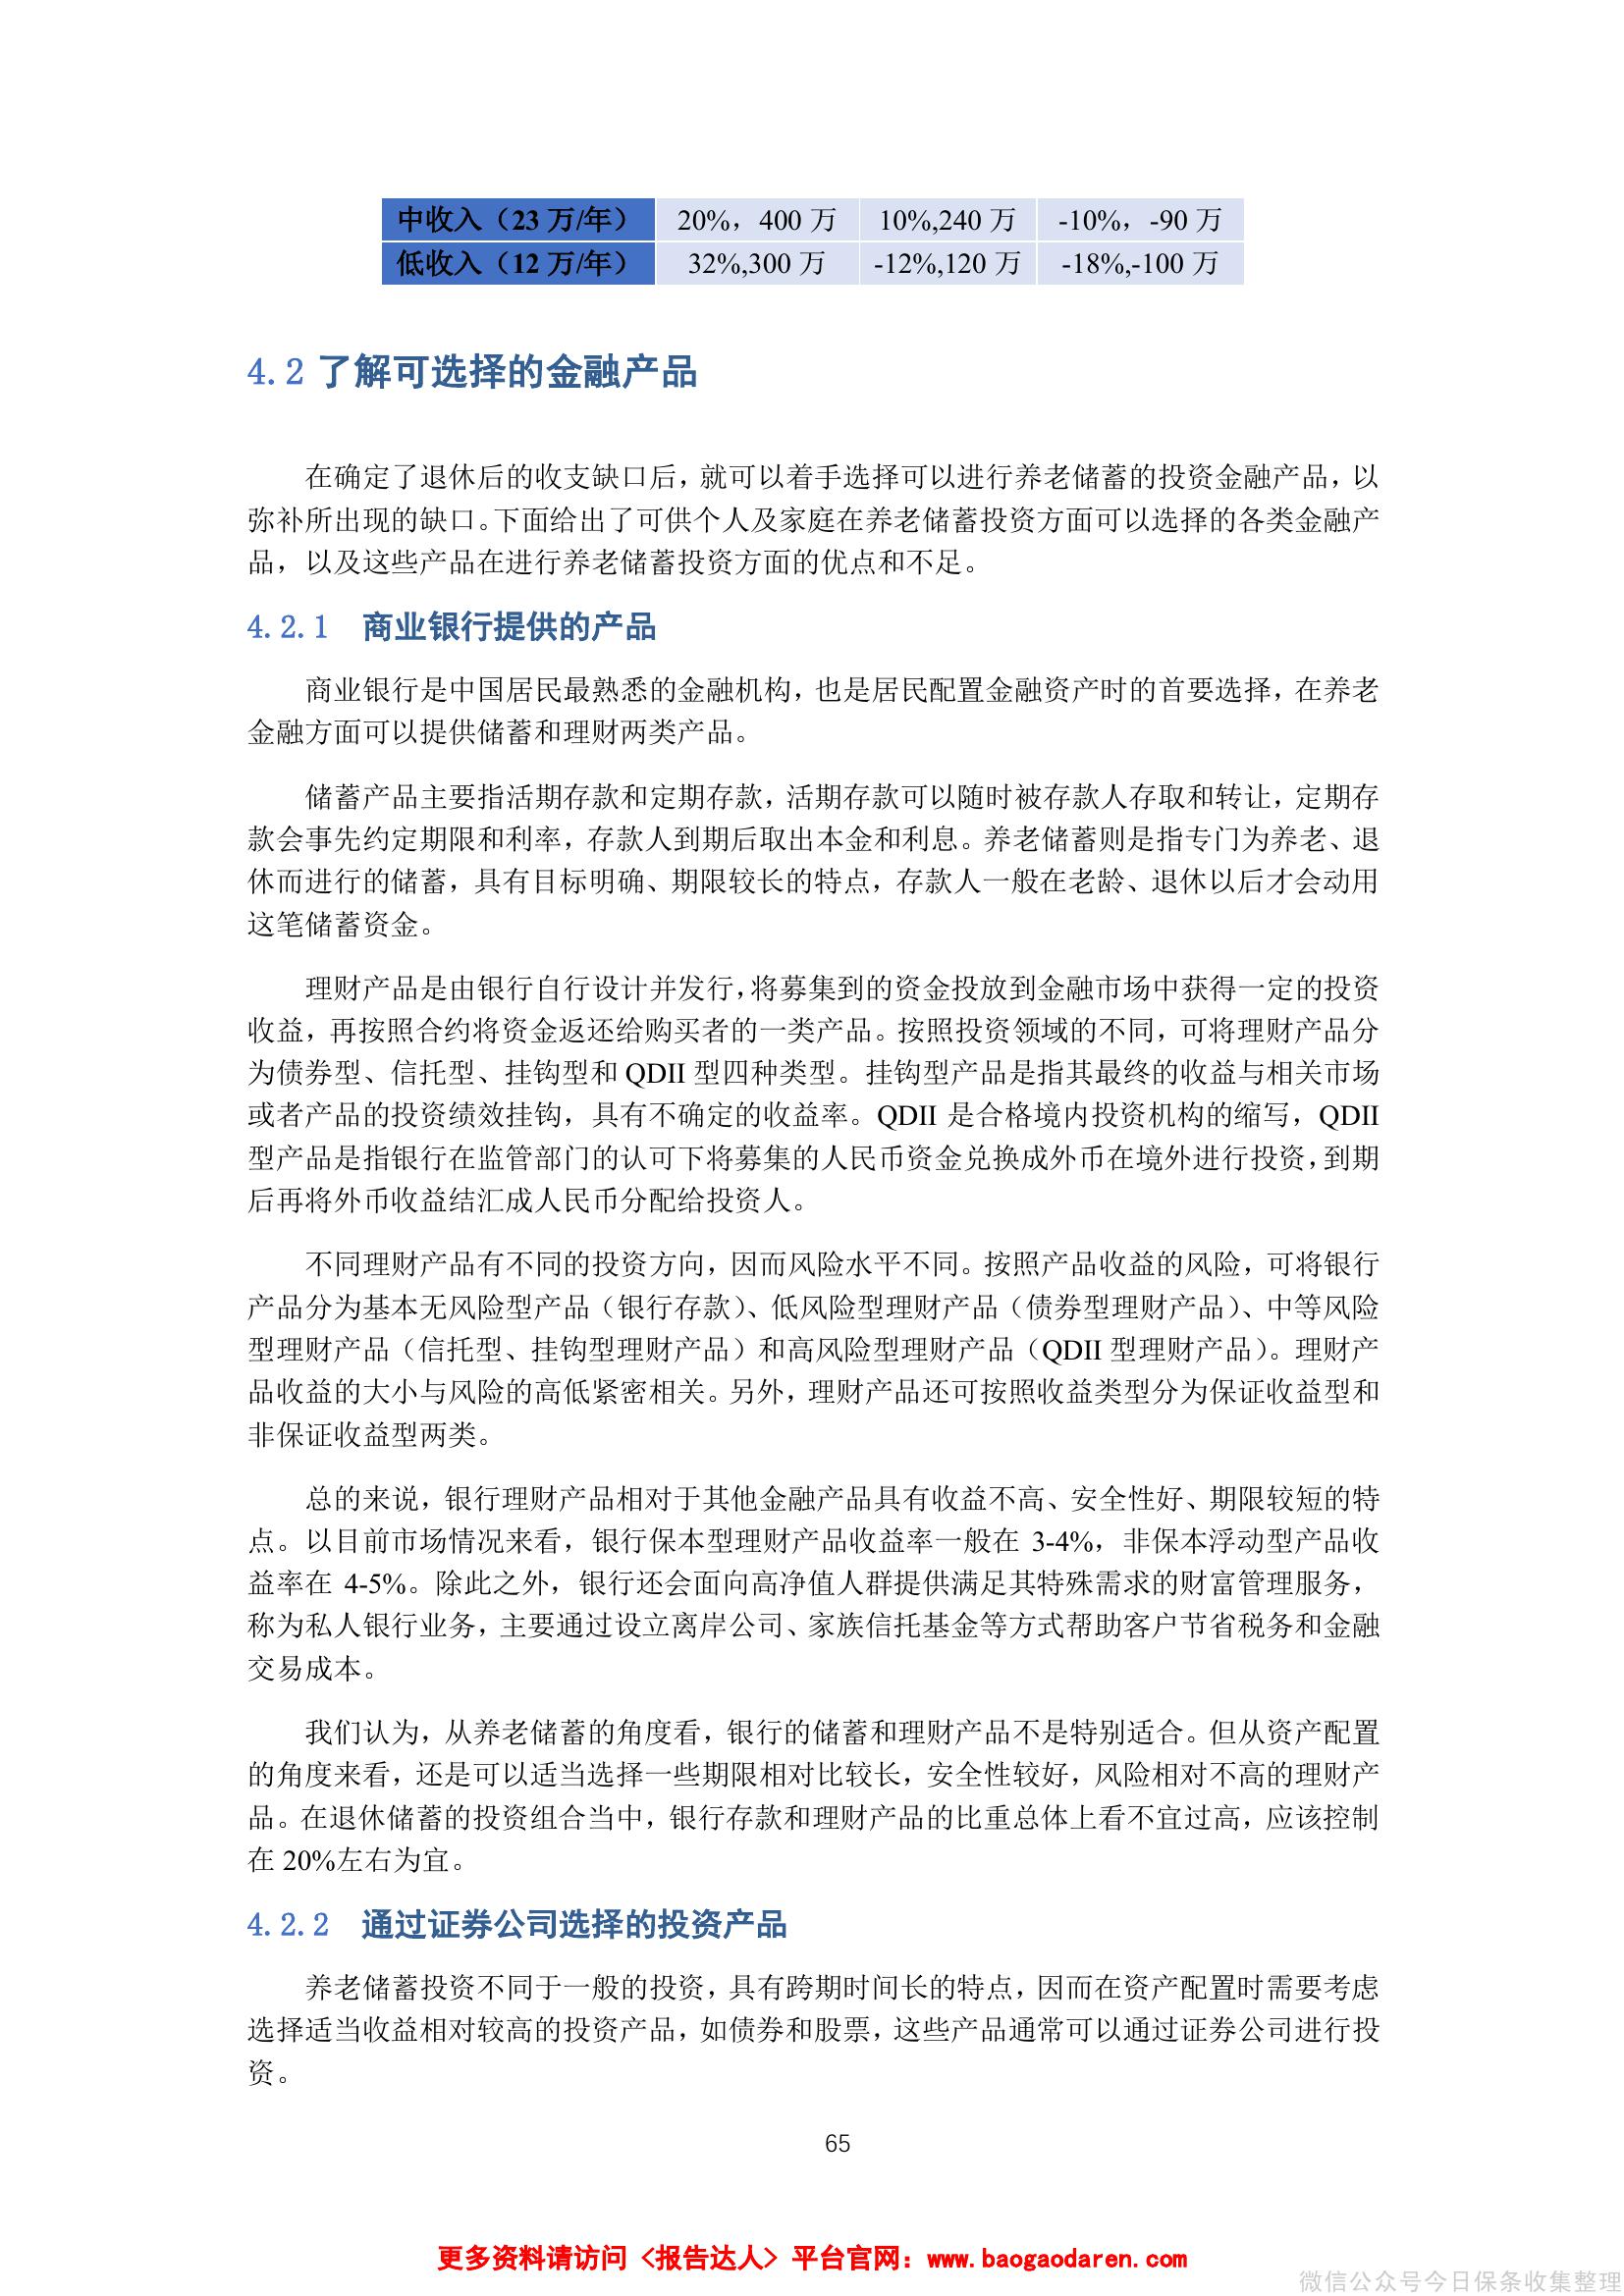 中收入（23 万/年） 20%，400 万 10%,240 万 -10%，-90 万
低收入（12 万/年） 32%,300 万 -12%,120 万 -18%,-100 万
4.2 了解可选择的金融产品
在确定了退休后的收支缺口后，就可以着手选择可以进行养老储蓄的投资金融产品，以
弥补所出现的缺口。下面给出了可供个人及家庭在养老储蓄投资方面可以选择的各类金融产
品，以及这些产品在进行养老储蓄投资方面的优点和不足。
4.2.1 商业银行提供的产品
商业银行是中国居民最熟悉的金融机构，也是居民配置金融资产时的首要选择，在养老
金融方面可以提供储蓄和理财两类产品。
储蓄产品主要指活期存款和定期存款，活期存款可以随时被存款人存取和转让，定期存
款会事先约定期限和利率，存款人到期后取出本金和利息。养老储蓄则是指专门为养老、退
休而进行的储蓄，具有目标明确、期限较长的特点，存款人一般在老龄、退休以后才会动用
这笔储蓄资金。
理财产品是由银行自行设计并发行，将募集到的资金投放到金融市场中获得一定的投资
收益，再按照合约将资金返还给购买者的一类产品。按照投资领域的不同，可将理财产品分
为债券型、信托型、挂钩型和 QDII 型四种类型。挂钩型产品是指其最终的收益与相关市场
或者产品的投资绩效挂钩，具有不确定的收益率。QDII 是合格境内投资机构的缩写，QDII
型产品是指银行在监管部门的认可下将募集的人民币资金兑换成外币在境外进行投资，到期
后再将外币收益结汇成人民币分配给投资人。
不同理财产品有不同的投资方向，因而风险水平不同。按照产品收益的风险，可将银行
产品分为基本无风险型产品（银行存款）、低风险型理财产品（债券型理财产品）、中等风险
型理财产品（信托型、挂钩型理财产品）和高风险型理财产品（QDII 型理财产品）。理财产
品收益的大小与风险的高低紧密相关。另外，理财产品还可按照收益类型分为保证收益型和
非保证收益型两类。
总的来说，银行理财产品相对于其他金融产品具有收益不高、安全性好、期限较短的特
点。以目前市场情况来看，银行保本型理财产品收益率一般在 3-4%，非保本浮动型产品收
益率在 4-5%。除此之外，银行还会面向高净值人群提供满足其特殊需求的财富管理服务，
称为私人银行业务，主要通过设立离岸公司、家族信托基金等方式帮助客户节省税务和金融
交易成本。
我们认为，从养老储蓄的角度看，银行的储蓄和理财产品不是特别适合。但从资产配置
的角度来看，还是可以适当选择一些期限相对比较长，安全性较好，风险相对不高的理财产
品。在退休储蓄的投资组合当中，银行存款和理财产品的比重总体上看不宜过高，应该控制
在 20%左右为宜。
4.2.2 通过证券公司选择的投资产品
养老储蓄投资不同于一般的投资，具有跨期时间长的特点，因而在资产配置时需要考虑
选择适当收益相对较高的投资产品，如债券和股票，这些产品通常可以通过证券公司进行投
资。
65
更多资料请访问〈报告达人〉平台官网：www.baogaodaren.com
微信公众号今日保条收集整理